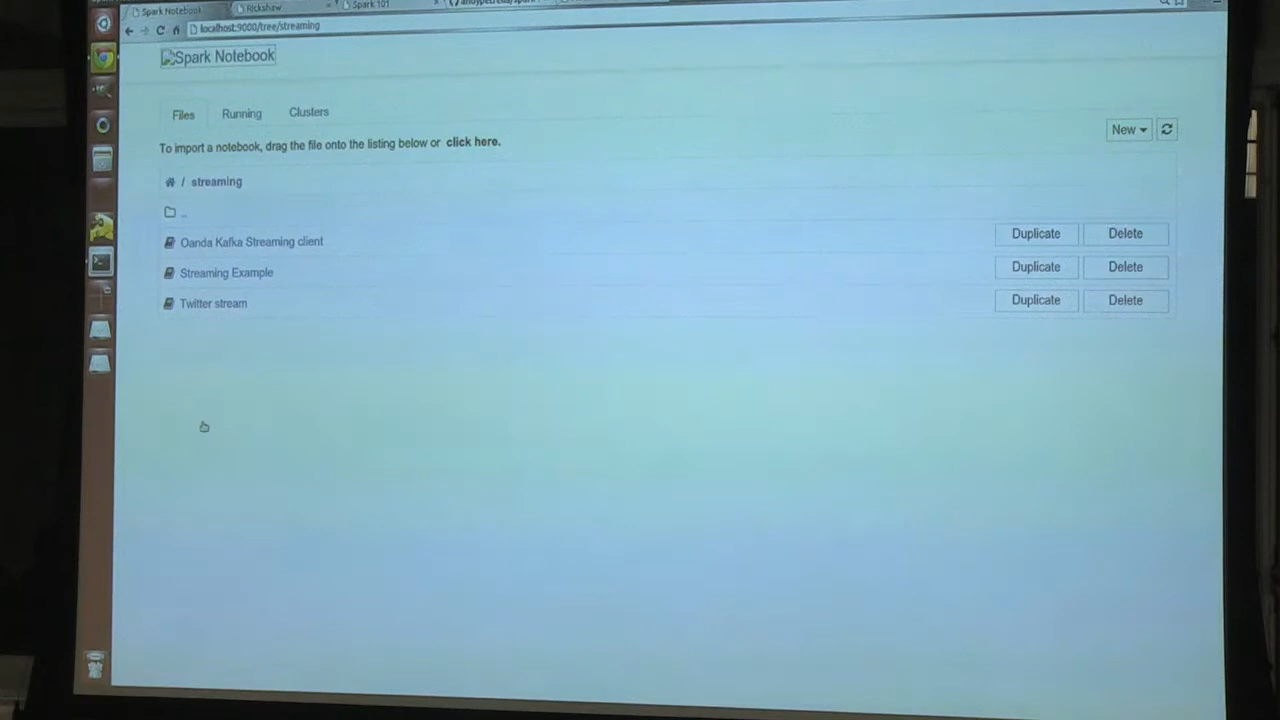 Spark Notebook Rickshaw Spark 101
localhost:9000/tree/streaming
Spark Notebook
Files Running Clusters
To import a notebook, drag the file onto the listing below or click here.
New
/ streaming
..
Oanda Kafka Streaming client Duplicate Delete
Streaming Example Duplicate Delete
Twitter stream Duplicate Delete